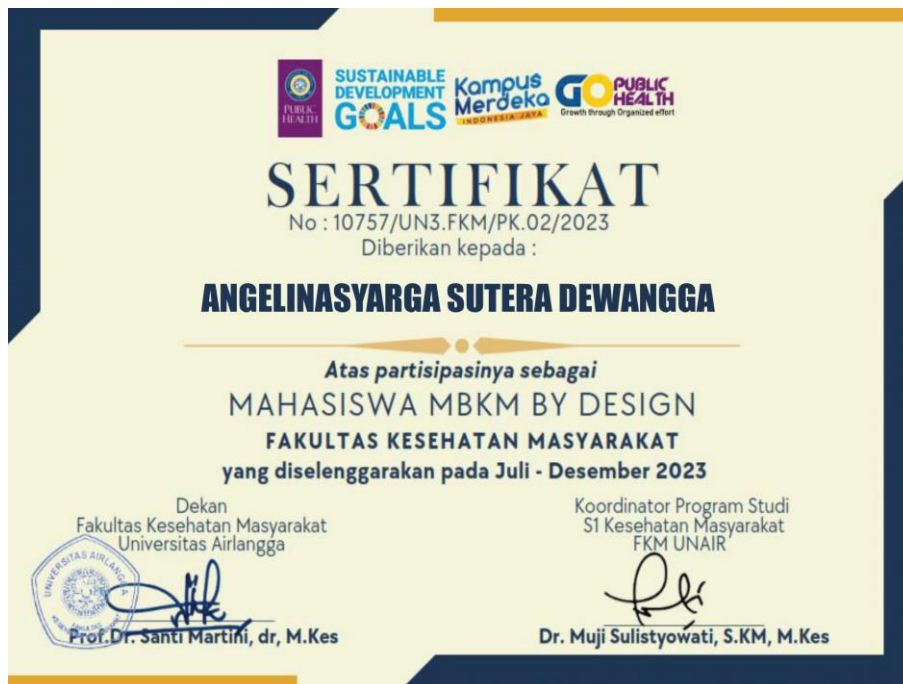 PUBLIC
HEALTH
SUSTAINABLE
DEVELOPMENT
GOALS
Kampus
Merdeka
INDONESIA JAYA
GO PUBLIC
HEALTH
Growth through Organized effort
SERTIFIKAT
No : 10757/UN3.FKM/PK.02/2023
Diberikan kepada :
ANGELINASYARGA SUTERA DEWANGGA
Atas partisipasinya sebagai
MAHASISWA MBKM BY DESIGN
FAKULTAS KESEHATAN MASYARAKAT
yang diselenggarakan pada Juli - Desember 2023
Dekan
Fakultas Kesehatan Masyarakat
Universitas Airlangga
UNIVERSITAS AIRLANGGA
FAKULTAS
Prof.Dr. Santi Martini, dr, M.Kes
Koordinator Program Studi
S1 Kesehatan Masyarakat
FKM UNAIR
Dr. Muji Sulistyowati, S.KM, M.Kes